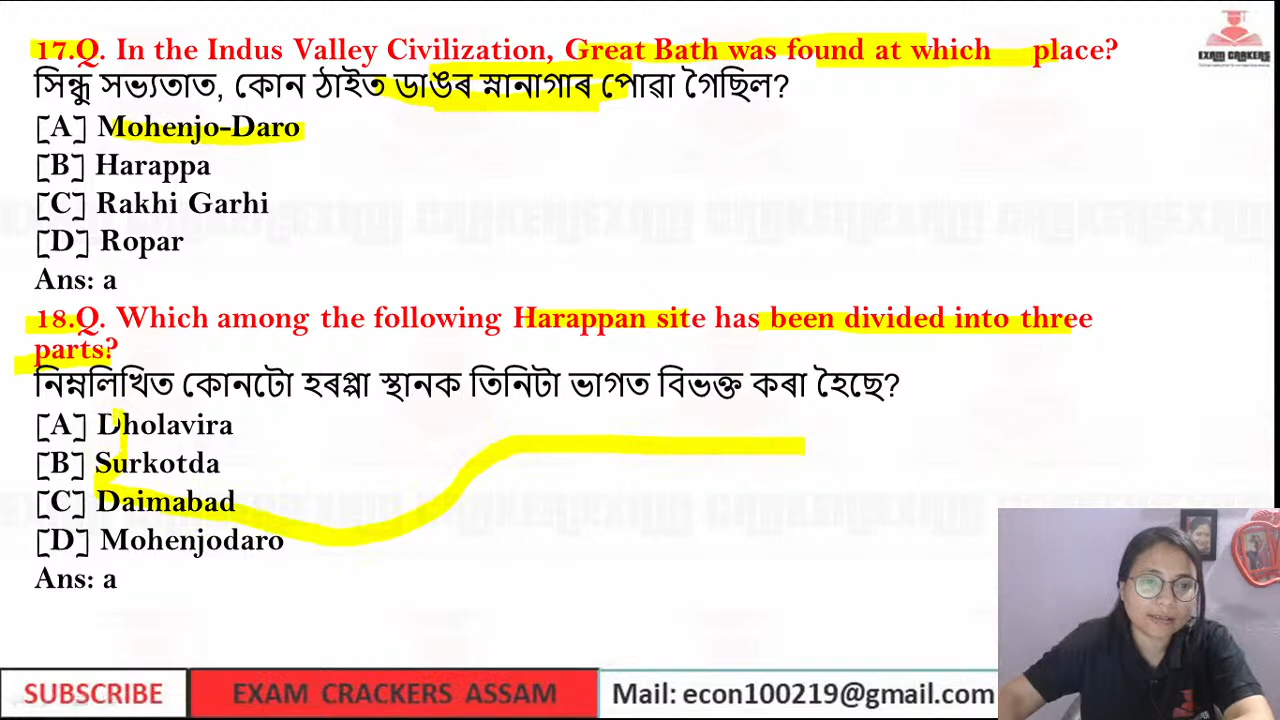 17.Q. In the Indus Valley Civilization, Great Bath was found at which place?
সিন্ধু সভ্যতাত, কোন ঠাইত ডাঙৰ স্নানাগাৰ পোৱা গৈছিল?
[A] Mohenjo-Daro
[B] Harappa
[C] Rakhi Garhi
[D] Ropar
Ans: a
18.Q. Which among the following Harappan site has been divided into three
parts?
নিম্নলিখিত কোনটো হৰপ্পা স্থানক তিনিটা ভাগত বিভক্ত কৰা হৈছে?
[A] Dholavira
[B] Surkotda
[C] Daimabad
[D] Mohenjodaro
Ans: a
EXAM CRAKERS
SUBSCRIBE
EXAM CRACKERS ASSAM
Mail: econ100219@gmail.com